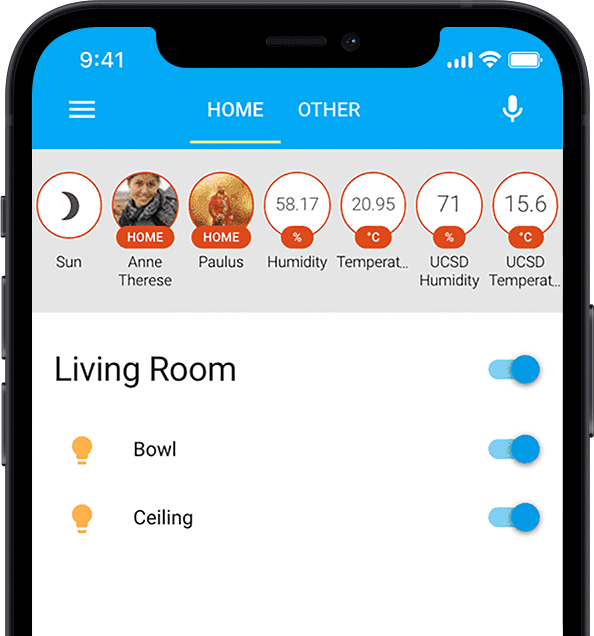 9:41
HOME OTHER
58.17 20.95 71 15.6
HOME HOME % °C % °C
Sun Anne Therese Paulus Humidity Temperat... UCSD Humidity UCSD Temperat...
Living Room
Bowl
Ceiling